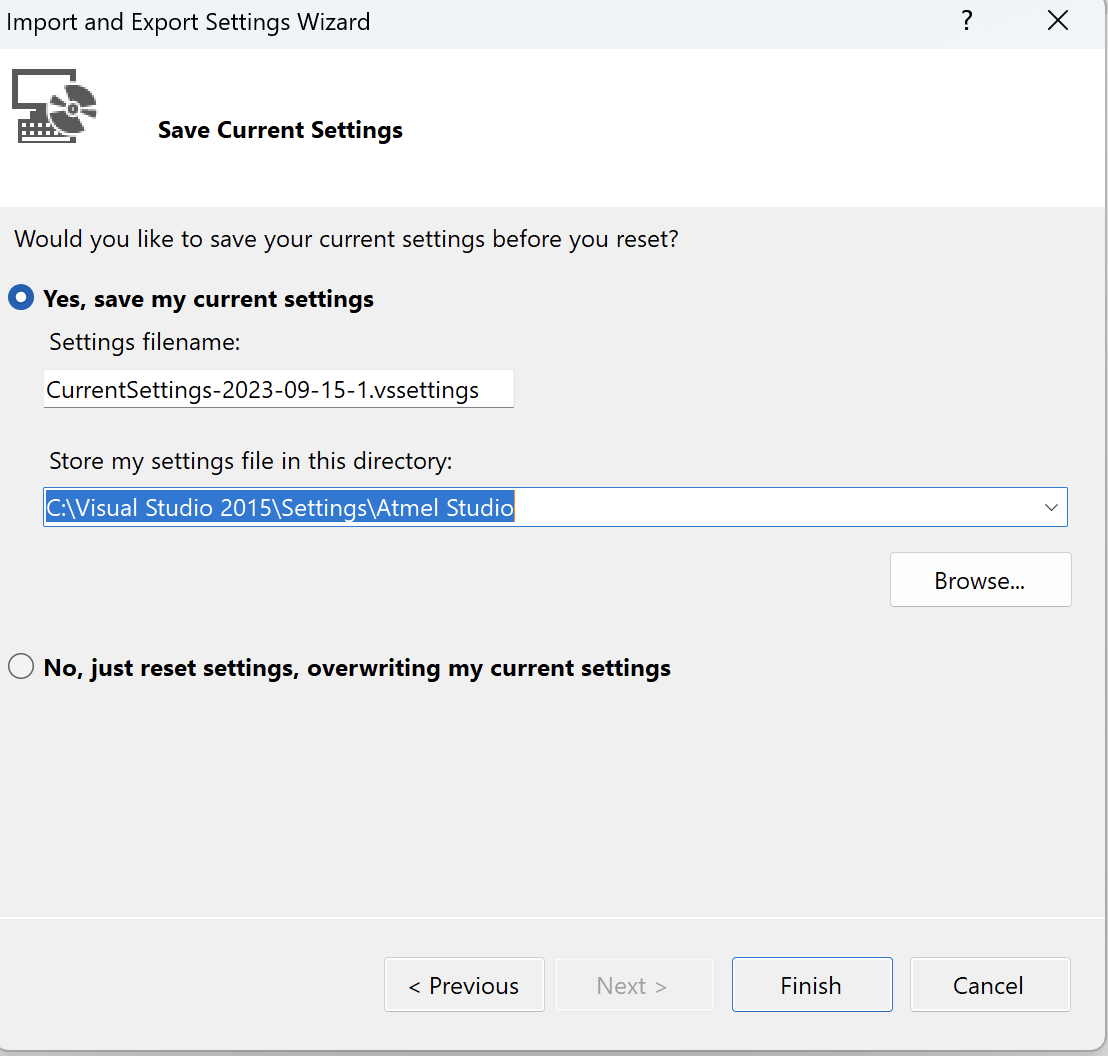 Import and Export Settings Wizard
?
Save Current Settings
Would you like to save your current settings before you reset?
Yes, save my current settings
Settings filename:
CurrentSettings-2023-09-15-1.vssettings
Store my settings file in this directory:
C:\Visual Studio 2015\Settings\Atmel Studio
Browse...
No, just reset settings, overwriting my current settings
< Previous
Next >
Finish
Cancel